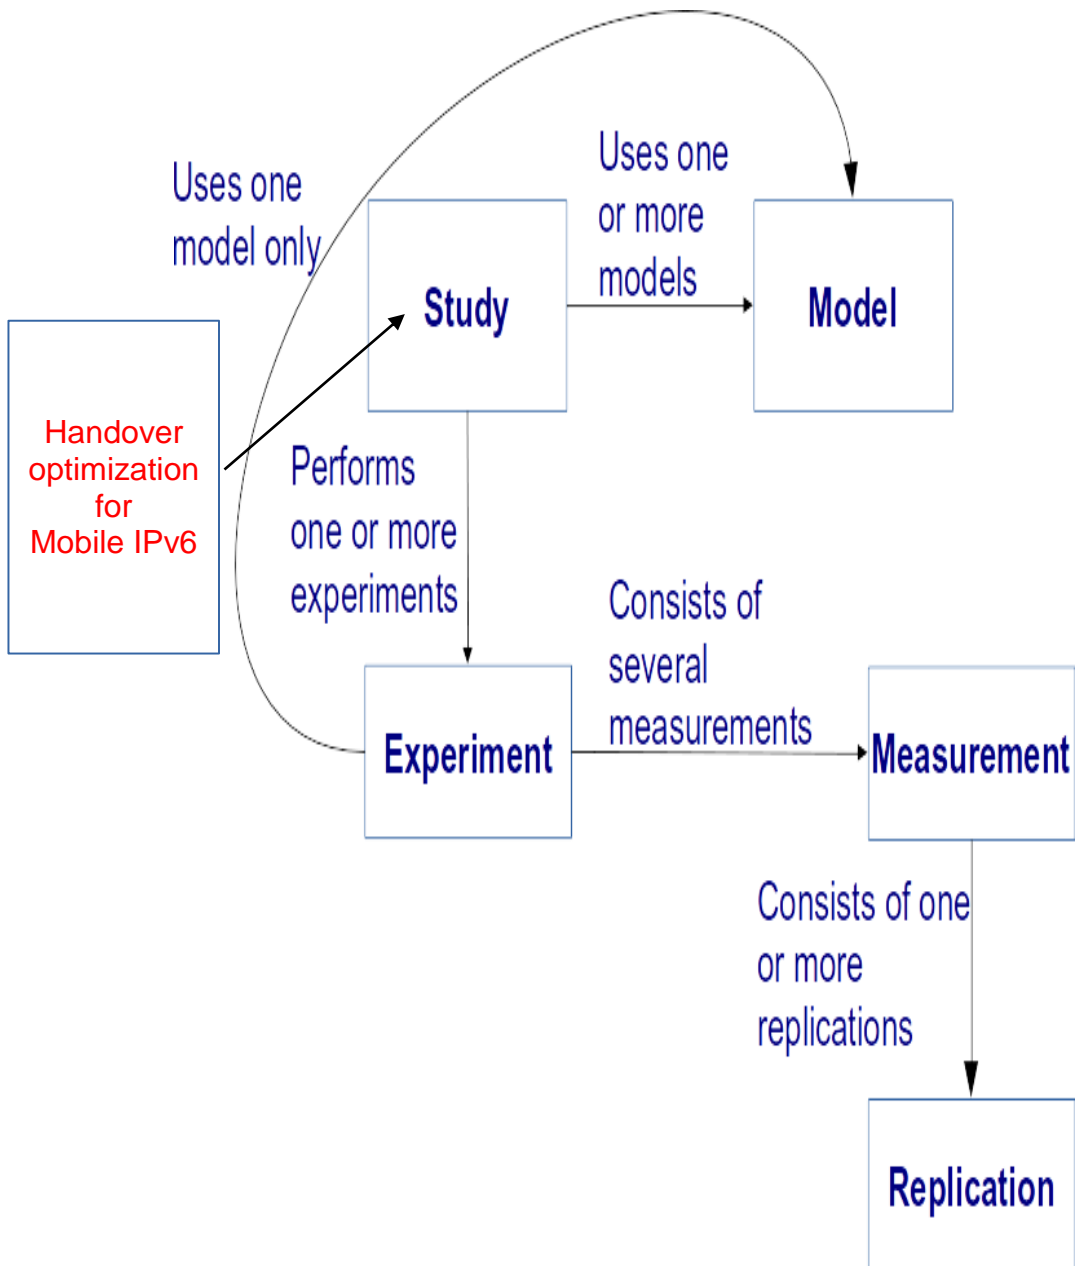 Uses one
model only
Uses one
or more
models
Study
Model
Handover
optimization
for
Mobile IPv6
Performs
one or more
experiments
Consists of
several
measurements
Experiment
Measurement
Consists of one
or more
replications
Replication